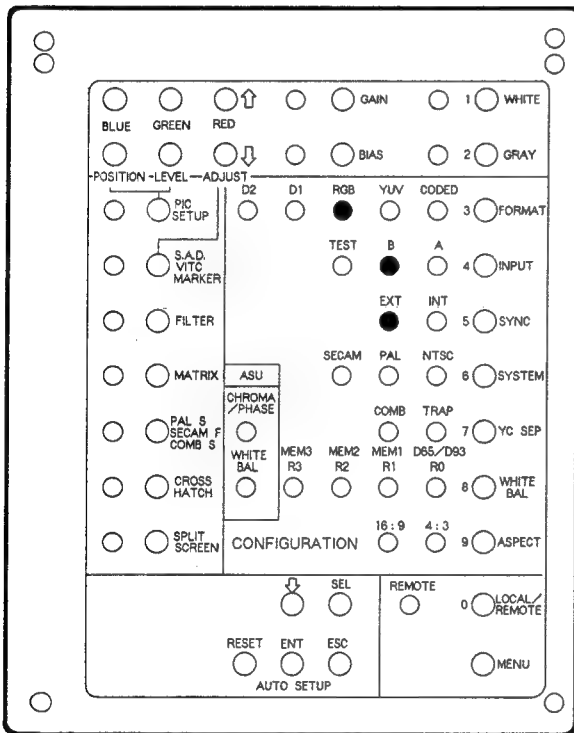 GAIN 1 WHITE
BLUE GREEN RED
BIAS 2 GRAY
POSITION -LEVEL- ADJUST
D2 D1 RGB YUV CODED
PIC
SETUP
3 FORMAT
TEST B A
S.A.D.
VITC
MARKER
4 INPUT
EXT INT
FILTER
5 SYNC
SECAM PAL NTSC
MATRIX
ASU
6 SYSTEM
CHROMA
/PHASE
COMB TRAP
PAL S
SECAM F
COMB S
7 YC SEP
WHITE
BAL
MEM3 MEM2 MEM1 D65/D93
R3 R2 R1 R0
CROSS
HATCH
8 WHITE
BAL
16:9 4:3
SPLIT
SCREEN
CONFIGURATION
9 ASPECT
SEL REMOTE
0 LOCAL/
REMOTE
RESET ENT ESC
MENU
AUTO SETUP